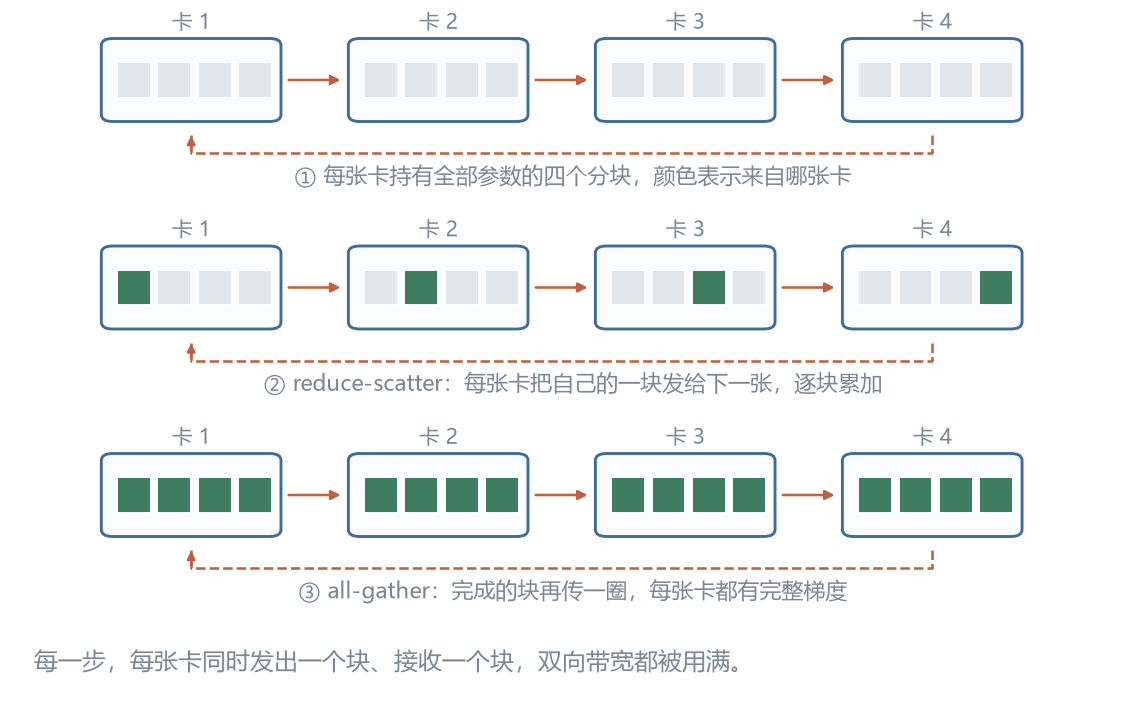 卡 1
卡 2
卡 3
卡 4
① 每张卡持有全部参数的四个分块，颜色表示来自哪张卡
卡 1
卡 2
卡 3
卡 4
② reduce-scatter：每张卡把自己的一块发给下一张，逐块累加
卡 1
卡 2
卡 3
卡 4
③ all-gather：完成的块再传一圈，每张卡都有完整梯度
每一步，每张卡同时发出一个块、接收一个块，双向带宽都被用满。